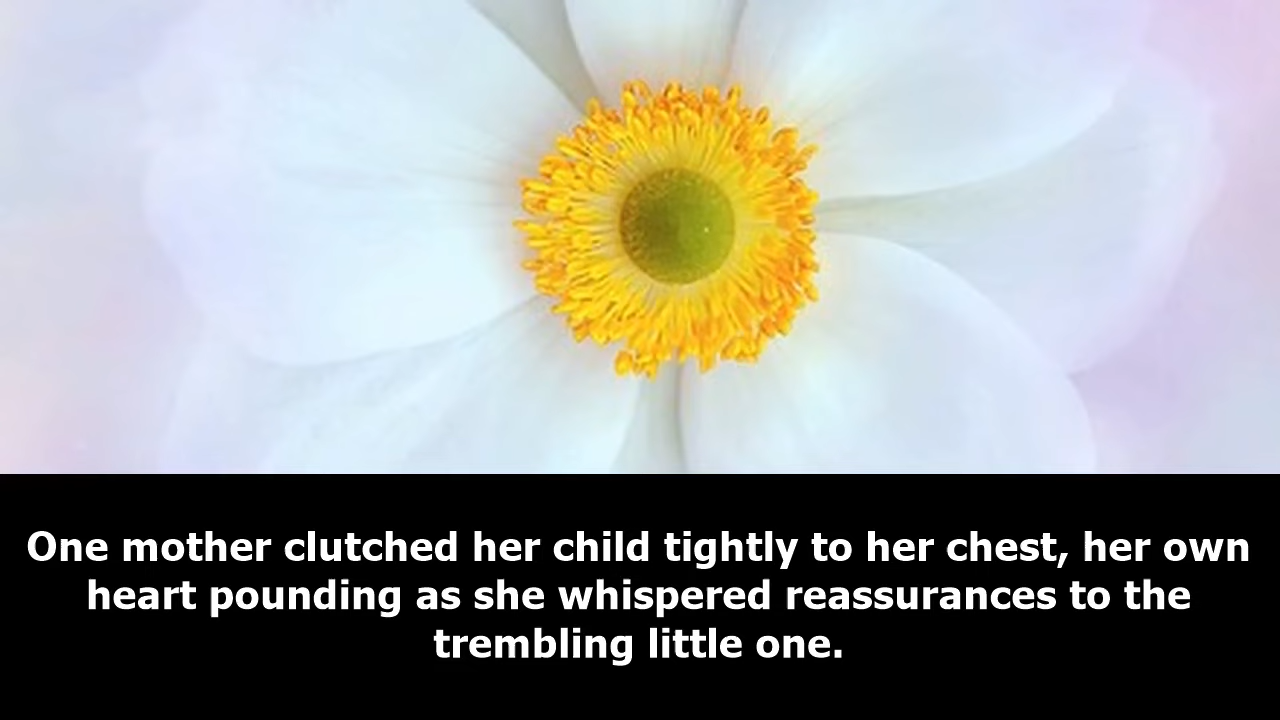 One mother clutched her child tightly to her chest, her own
heart pounding as she whispered reassurances to the
trembling little one.